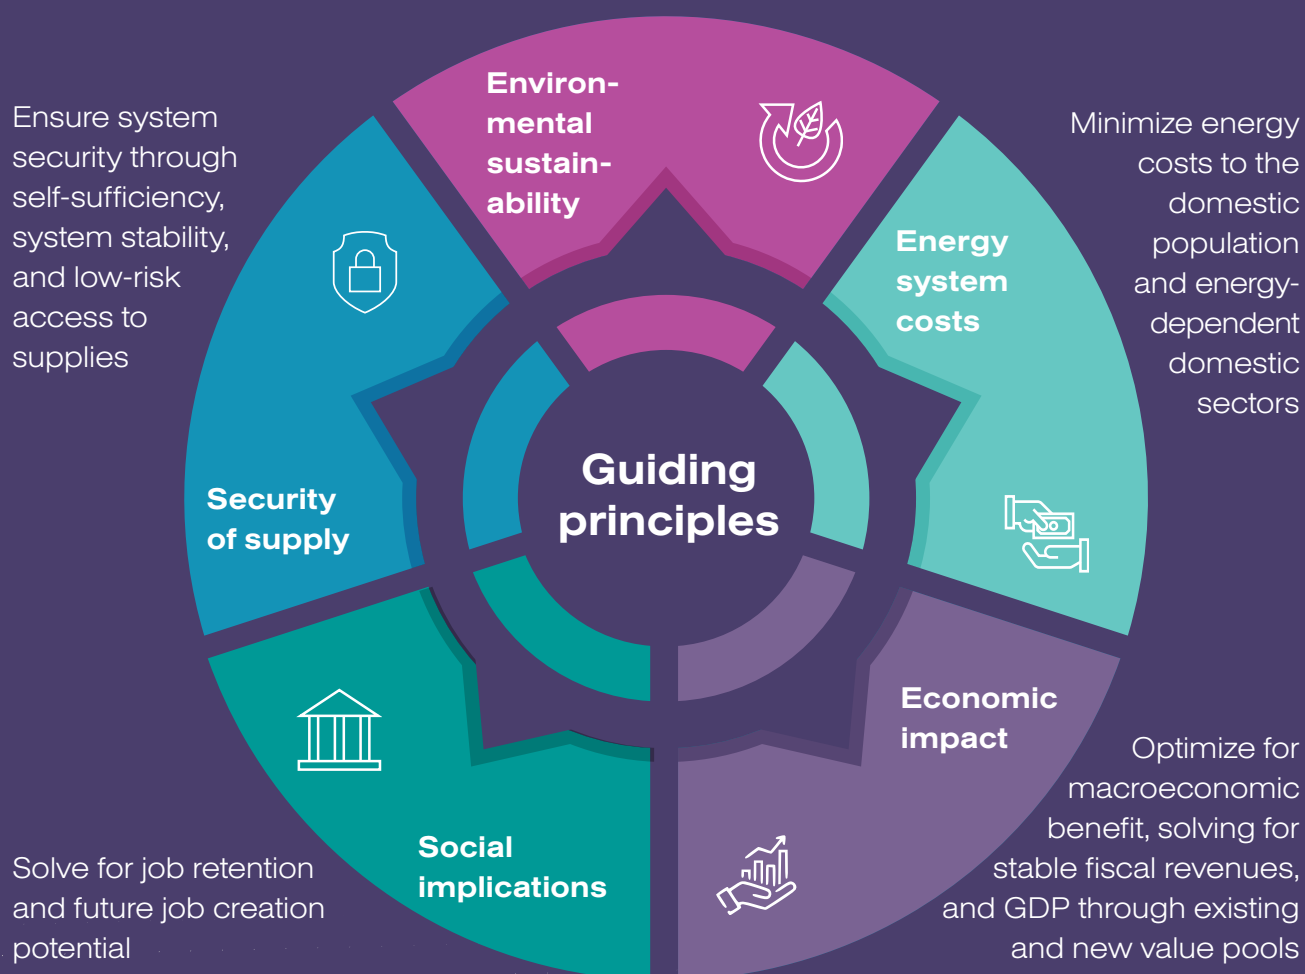 Environ-
mental
sustain-
ability
Ensure system
security through
self-sufficiency,
system stability,
and low-risk
access to
supplies
Minimize energy
costs to the
domestic
population
and energy-
dependent
domestic
sectors
Energy
system
costs
Guiding
principles
Security
of supply
Economic
impact
Optimize for
macroeconomic
benefit, solving for
stable fiscal revenues,
and GDP through existing
and new value pools
Social
implications
Solve for job retention
and future job creation
potential